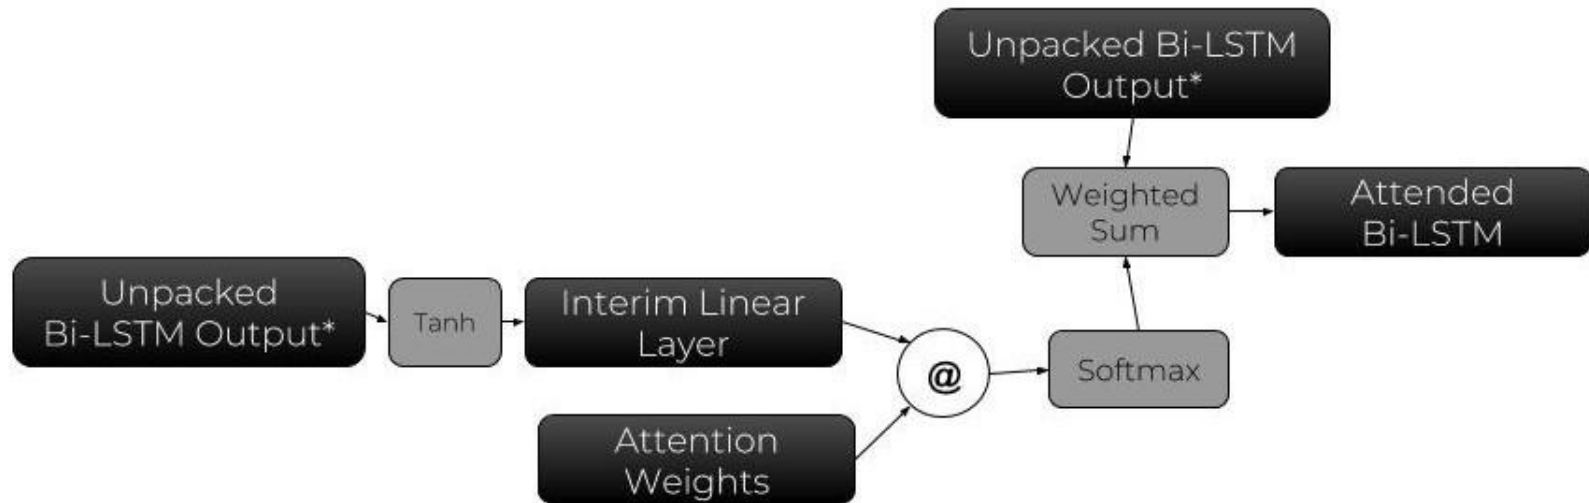 Unpacked Bi-LSTM
Output*
Weighted
Sum
Attended
Bi-LSTM
Unpacked
Bi-LSTM Output*
Tanh
Interim Linear
Layer
@
Softmax
Attention
Weights